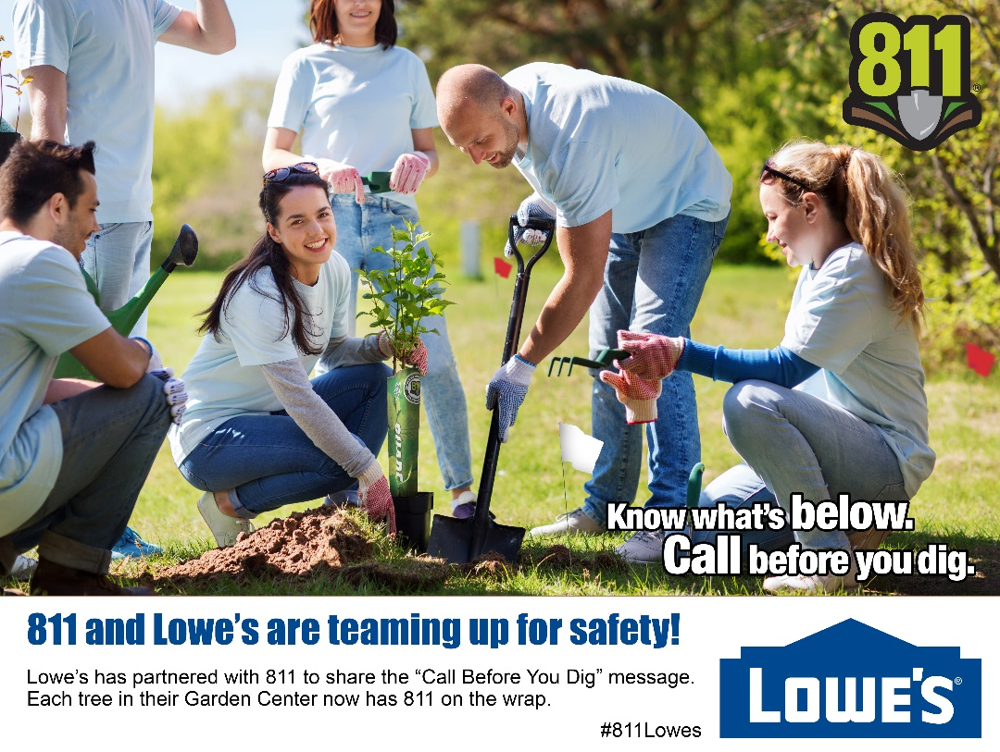 811
®
Know what's below.
Call before you dig.
811 and Lowe's are teaming up for safety!
Lowe's has partnered with 811 to share the “Call Before You Dig” message.
Each tree in their Garden Center now has 811 on the wrap.
#811Lowes
LOWE'S®